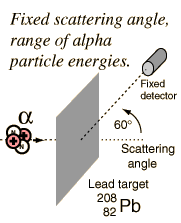 Fixed scattering angle,
range of alpha
particle energies.
Fixed
detector
α
60°
Scattering
angle
Lead target
208
82 Pb